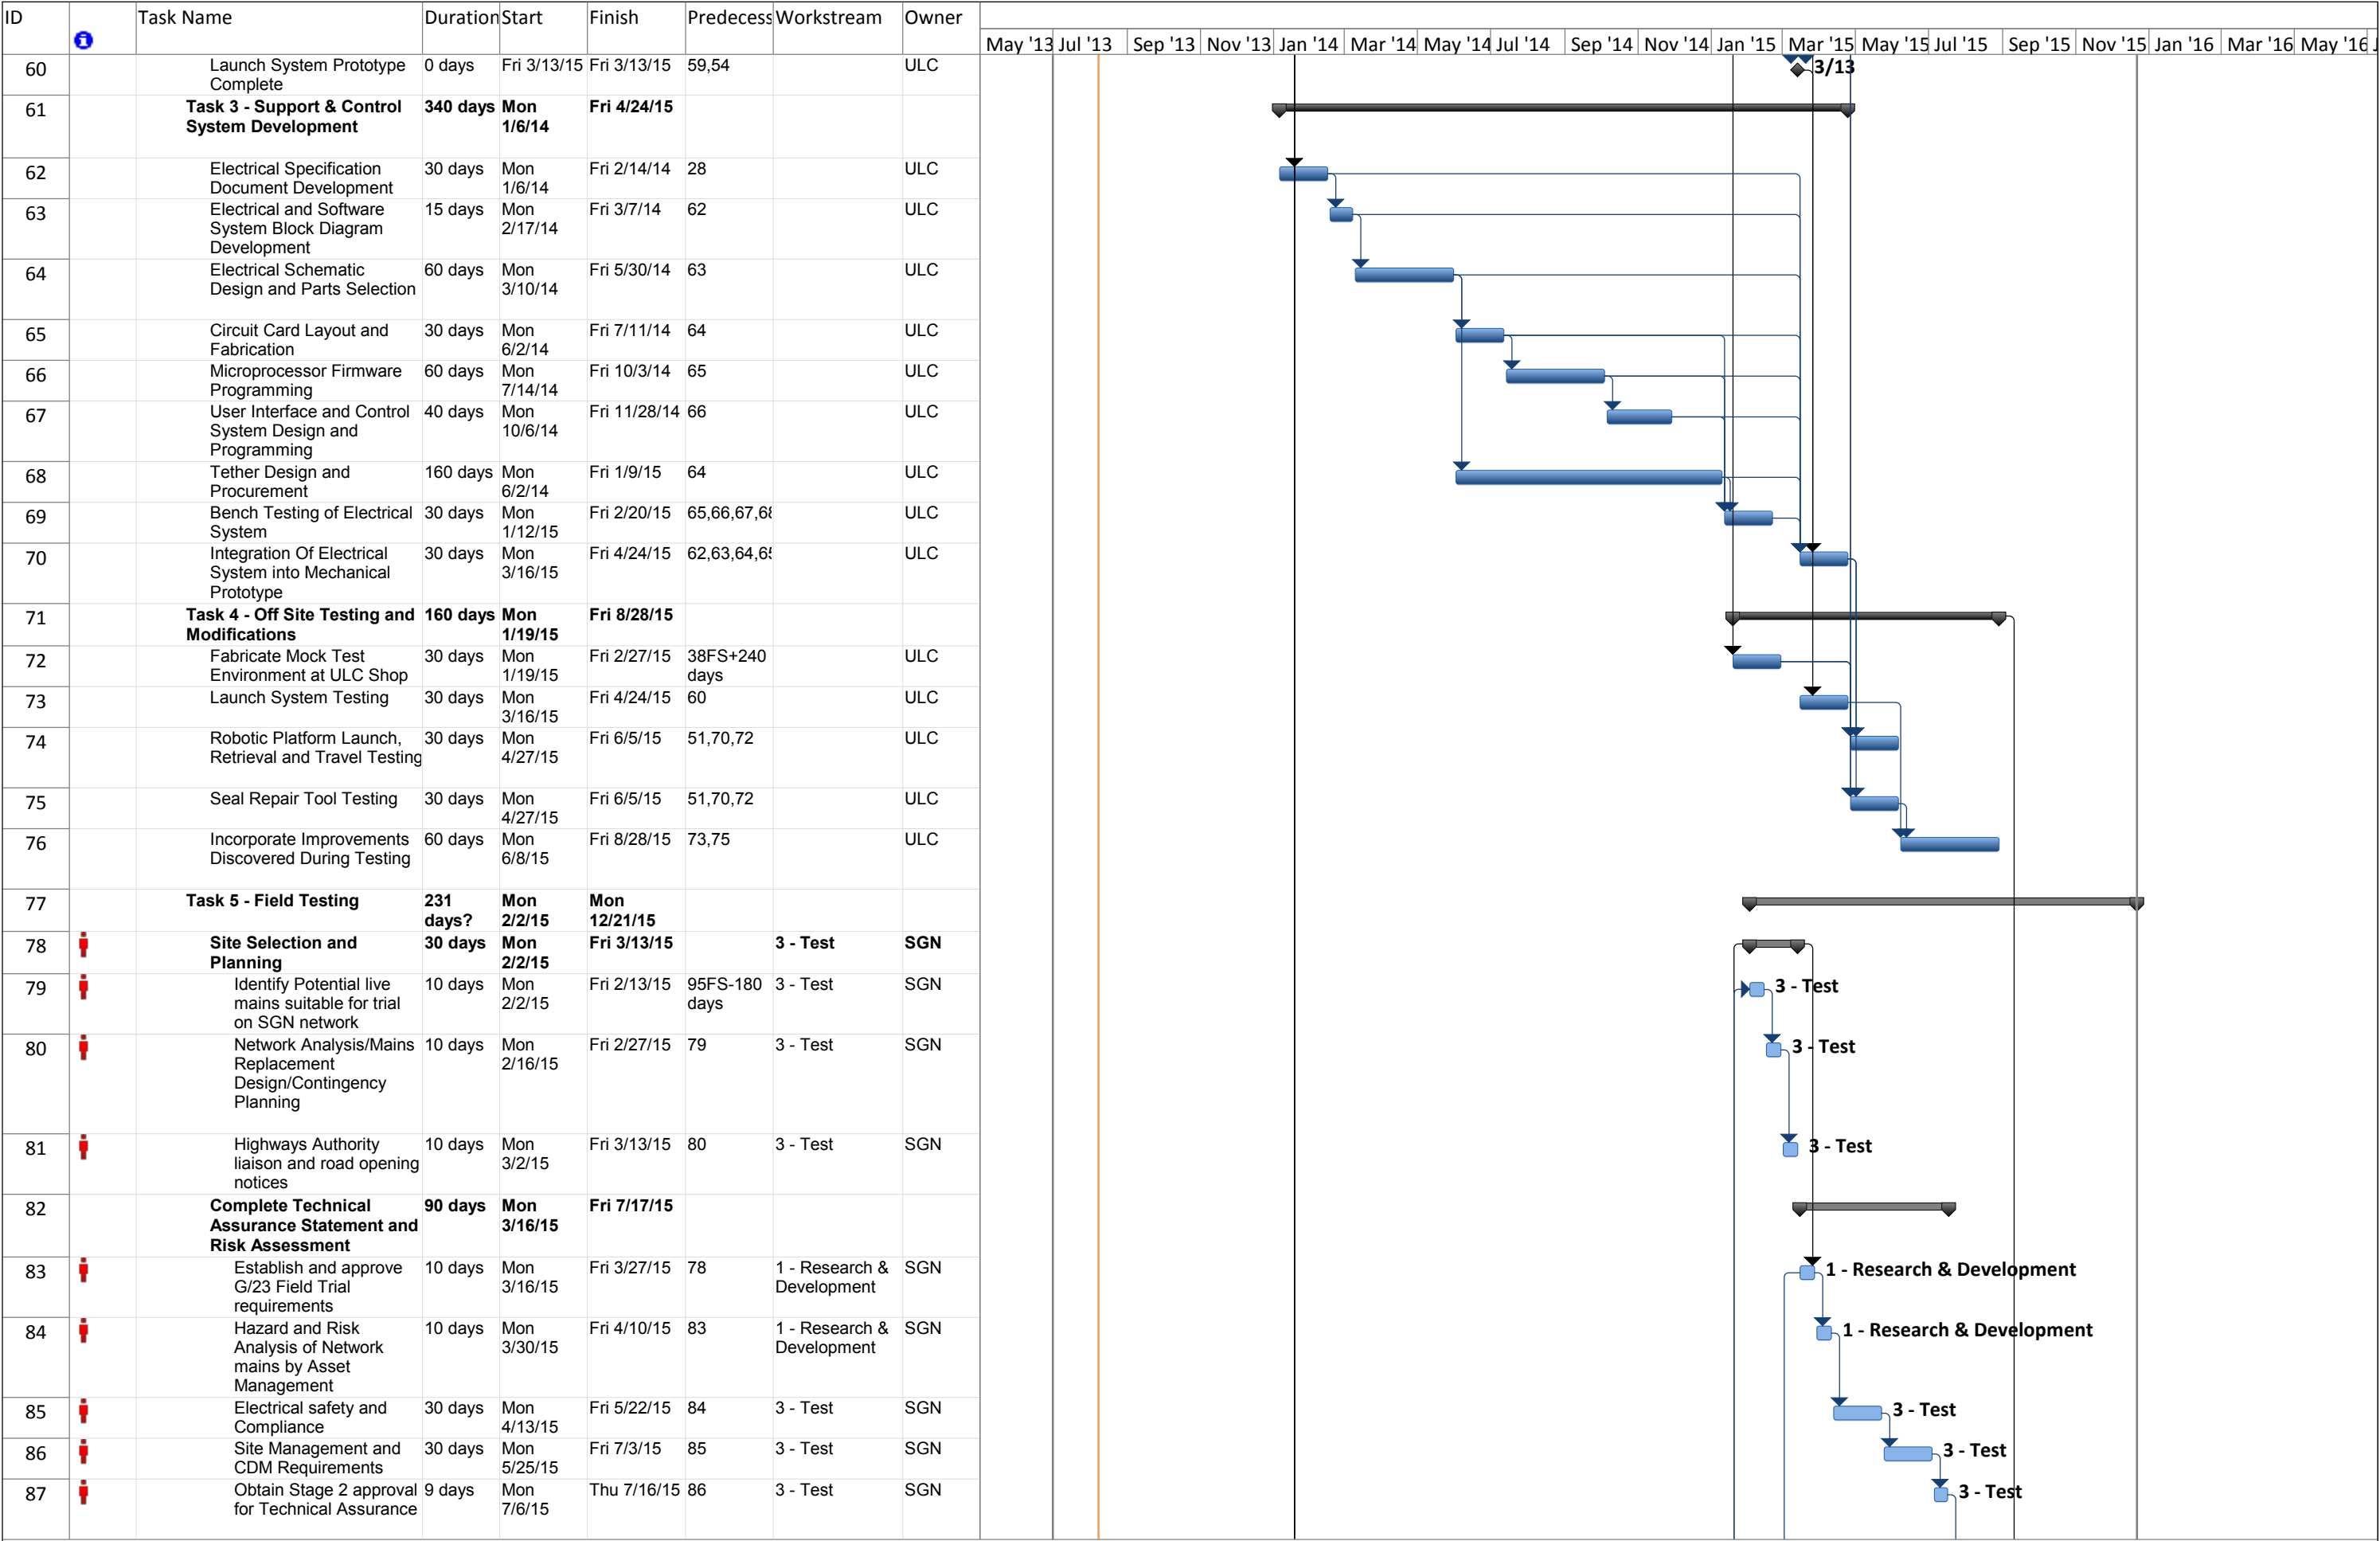 ID Task Name Duration Start Finish Predecess Workstream Owner
May '13 Jul '13 Sep '13 Nov '13 Jan '14 Mar '14 May '14 Jul '14 Sep '14 Nov '14 Jan '15 Mar '15 May '15 Jul '15 Sep '15 Nov '15 Jan '16 Mar '16 May '16
60 Launch System Prototype 0 days Fri 3/13/15 Fri 3/13/15 59,54 ULC 3/13
Complete
61 Task 3 - Support & Control 340 days Mon Fri 4/24/15
System Development 1/6/14
62 Electrical Specification 30 days Mon Fri 2/14/14 28 ULC
Document Development 1/6/14
63 Electrical and Software 15 days Mon Fri 3/7/14 62 ULC
System Block Diagram 2/17/14
Development
64 Electrical Schematic 60 days Mon Fri 5/30/14 63 ULC
Design and Parts Selection 3/10/14
65 Circuit Card Layout and 30 days Mon Fri 7/11/14 64 ULC
Fabrication 6/2/14
66 Microprocessor Firmware 60 days Mon Fri 10/3/14 65 ULC
Programming 7/14/14
67 User Interface and Control 40 days Mon Fri 11/28/14 66 ULC
System Design and 10/6/14
Programming
68 Tether Design and 160 days Mon Fri 1/9/15 64 ULC
Procurement 6/2/14
69 Bench Testing of Electrical 30 days Mon Fri 2/20/15 65,66,67,68 ULC
System 1/12/15
70 Integration Of Electrical 30 days Mon Fri 4/24/15 62,63,64,65 ULC
System into Mechanical 3/16/15
Prototype
71 Task 4 - Off Site Testing and 160 days Mon Fri 8/28/15
Modifications 1/19/15
72 Fabricate Mock Test 30 days Mon Fri 2/27/15 38FS+240 ULC
Environment at ULC Shop 1/19/15 days
73 Launch System Testing 30 days Mon Fri 4/24/15 60 ULC
3/16/15
74 Robotic Platform Launch, 30 days Mon Fri 6/5/15 51,70,72 ULC
Retrieval and Travel Testing 4/27/15
75 Seal Repair Tool Testing 30 days Mon Fri 6/5/15 51,70,72 ULC
4/27/15
76 Incorporate Improvements 60 days Mon Fri 8/28/15 73,75 ULC
Discovered During Testing 6/8/15
77 Task 5 - Field Testing 231 Mon Mon
days? 2/2/15 12/21/15
78 Site Selection and 30 days Mon Fri 3/13/15 3 - Test SGN
Planning 2/2/15
79 Identify Potential live 10 days Mon Fri 2/13/15 95FS-180 3 - Test SGN 3 - Test
mains suitable for trial 2/2/15 days
on SGN network
80 Network Analysis/Mains 10 days Mon Fri 2/27/15 79 3 - Test SGN 3 - Test
Replacement 2/16/15
Design/Contingency
Planning
81 Highways Authority 10 days Mon Fri 3/13/15 80 3 - Test SGN 3 - Test
liaison and road opening 3/2/15
notices
82 Complete Technical 90 days Mon Fri 7/17/15
Assurance Statement and 3/16/15
Risk Assessment
83 Establish and approve 10 days Mon Fri 3/27/15 78 1 - Research & SGN 1 - Research & Development
G/23 Field Trial 3/16/15 Development
requirements
84 Hazard and Risk 10 days Mon Fri 4/10/15 83 1 - Research & SGN 1 - Research & Development
Analysis of Network 3/30/15 Development
mains by Asset
Management
85 Electrical safety and 30 days Mon Fri 5/22/15 84 3 - Test SGN 3 - Test
Compliance 4/13/15
86 Site Management and 30 days Mon Fri 7/3/15 85 3 - Test SGN 3 - Test
CDM Requirements 5/25/15
87 Obtain Stage 2 approval 9 days Mon Thu 7/16/15 86 3 - Test SGN 3 - Test
for Technical Assurance 7/6/15